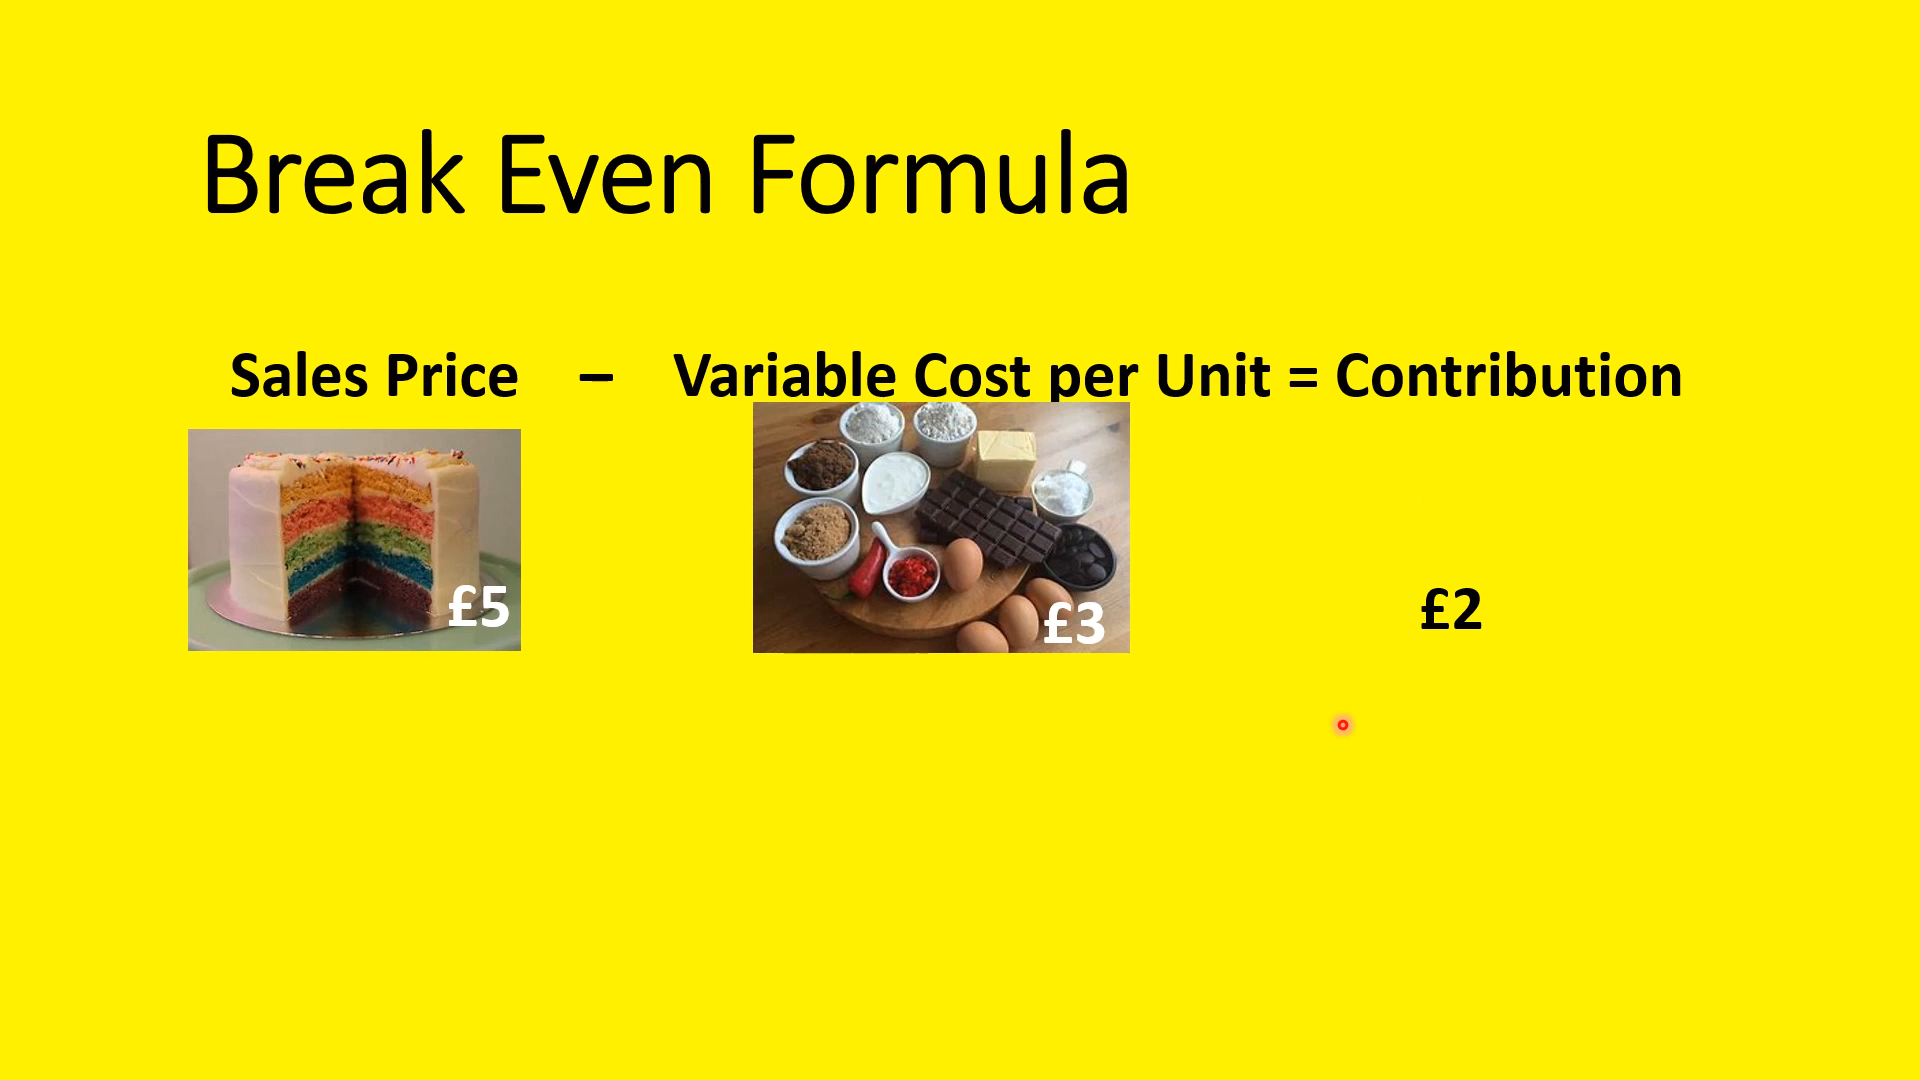 Break Even Formula
Sales Price – Variable Cost per Unit = Contribution
£5 £3 £2